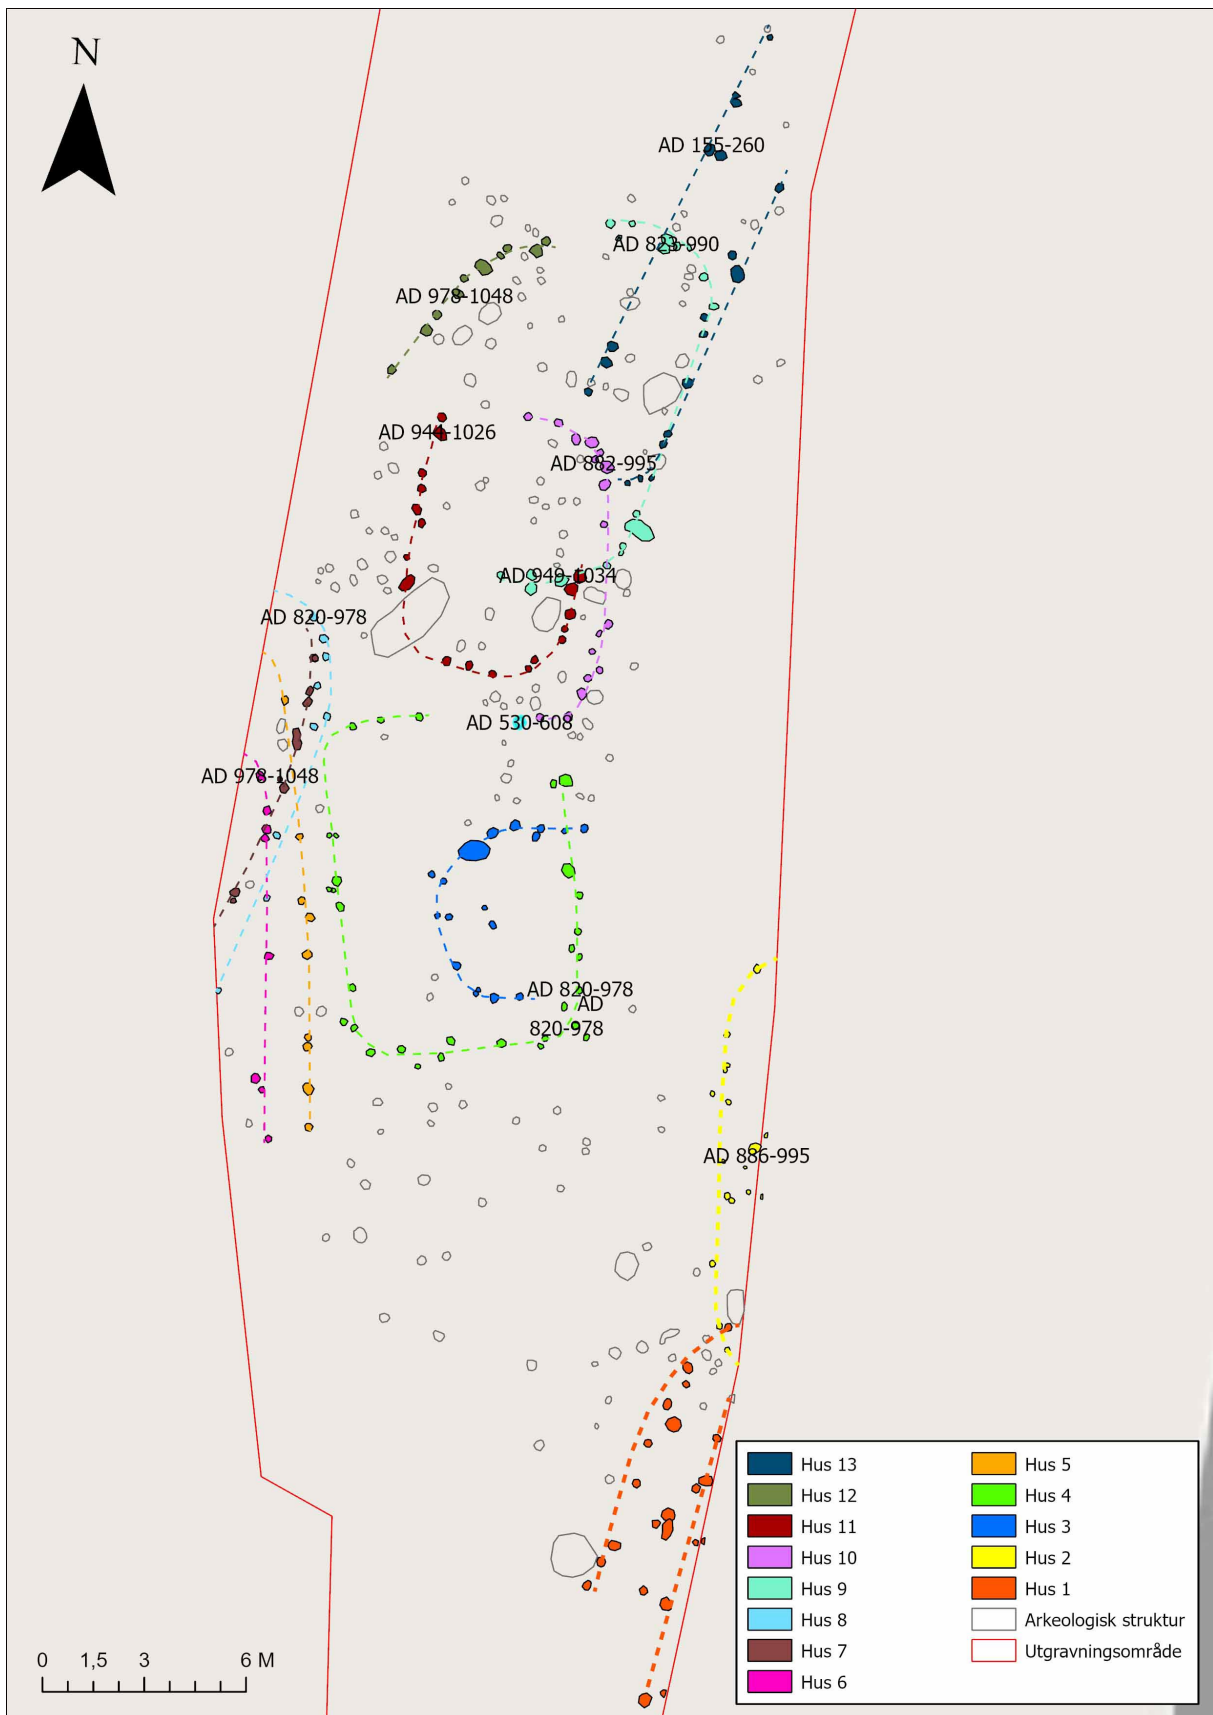 N
AD 155-260
AD 823-990
AD 978-1048
AD 944-1026
AD 882-995
AD 949-1034
AD 820-978
AD 530-608
AD 978-1048
AD 820-978
AD
820-978
AD 886-995
Hus 13
Hus 12
Hus 11
Hus 10
Hus 9
Hus 8
Hus 7
Hus 6
Hus 5
Hus 4
Hus 3
Hus 2
Hus 1
Arkeologisk struktur
Utgravningsområde
0 1,5 3 6 M